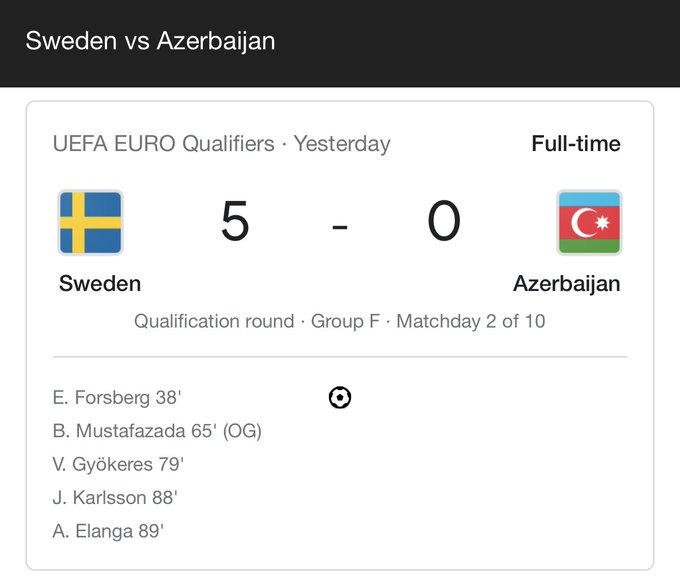 Sweden vs Azerbaijan
UEFA EURO Qualifiers · Yesterday Full-time
5 - 0
Sweden Azerbaijan
Qualification round · Group F · Matchday 2 of 10
E. Forsberg 38'
B. Mustafazada 65' (OG)
V. Gyökeres 79'
J. Karlsson 88'
A. Elanga 89'